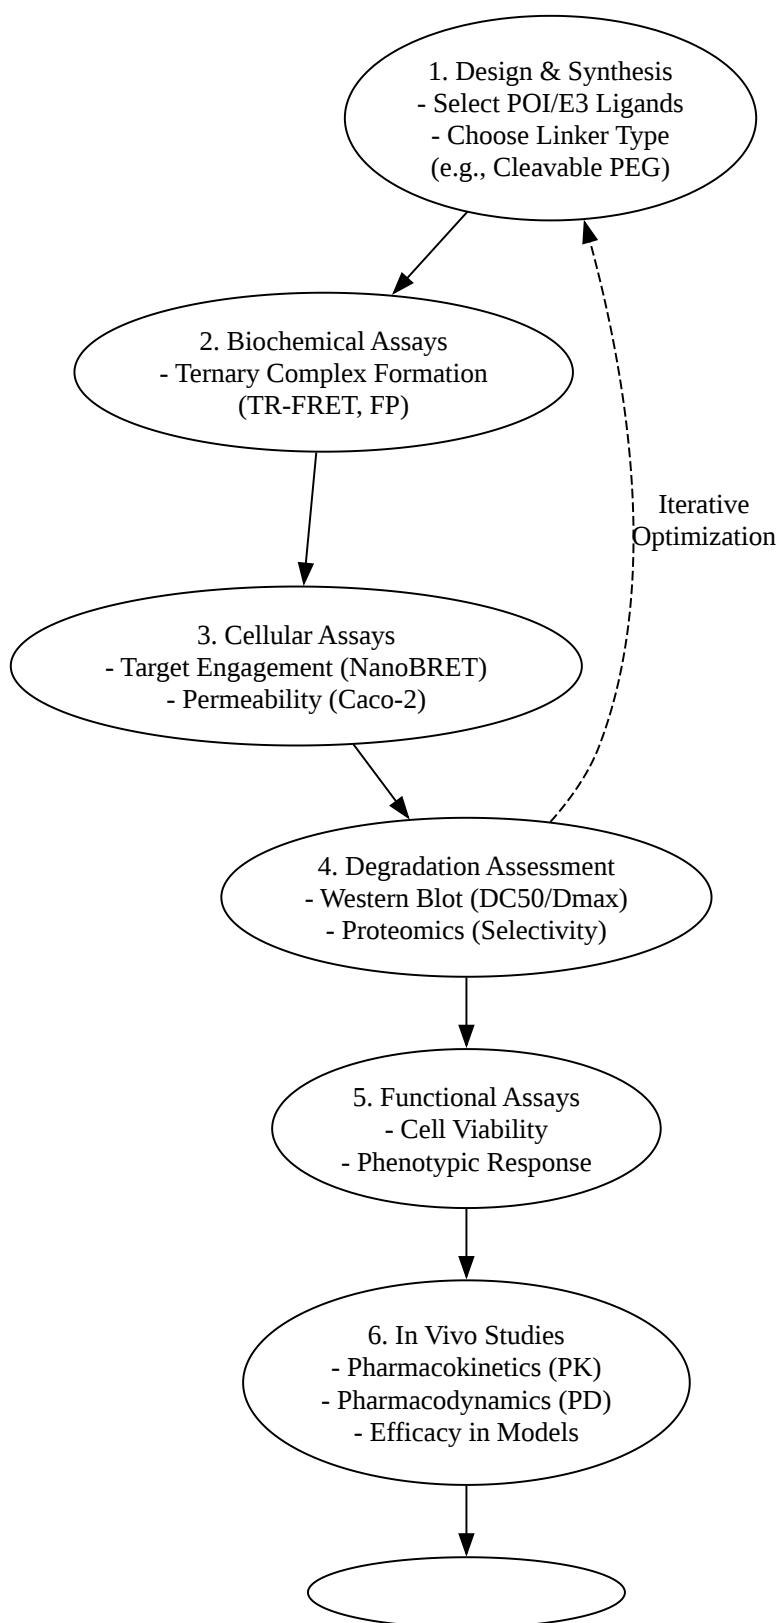 1. Design & Synthesis
- Select POI/E3 Ligands
- Choose Linker Type
(e.g., Cleavable PEG)
2. Biochemical Assays
- Ternary Complex Formation
(TR-FRET, FP)
Iterative
Optimization
3. Cellular Assays
- Target Engagement (NanoBRET)
- Permeability (Caco-2)
4. Degradation Assessment
- Western Blot (DC50/Dmax)
- Proteomics (Selectivity)
5. Functional Assays
- Cell Viability
- Phenotypic Response
6. In Vivo Studies
- Pharmacokinetics (PK)
- Pharmacodynamics (PD)
- Efficacy in Models